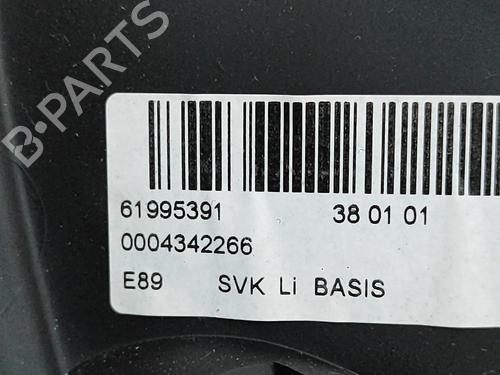 B-PARTS
61995391 38 01 01
0004342266
E89 SVK Li BASIS